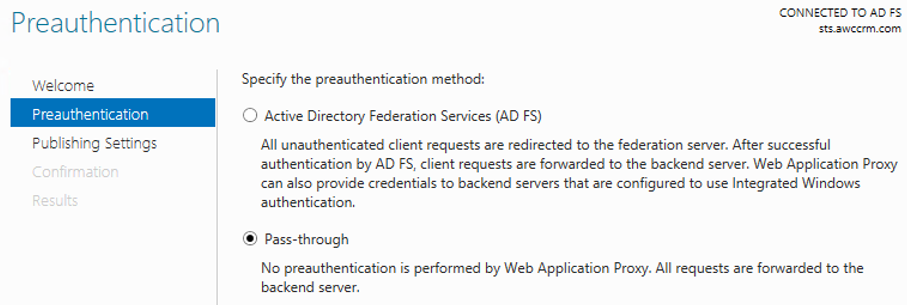 Preauthentication
CONNECTED TO AD FS
sts.awccrm.com
Welcome
Preauthentication
Publishing Settings
Confirmation
Results
Specify the preauthentication method:
Active Directory Federation Services (AD FS)
All unauthenticated client requests are redirected to the federation server. After successful
authentication by AD FS, client requests are forwarded to the backend server. Web Application Proxy
can also provide credentials to backend servers that are configured to use Integrated Windows
authentication.
Pass-through
No preauthentication is performed by Web Application Proxy. All requests are forwarded to the
backend server.